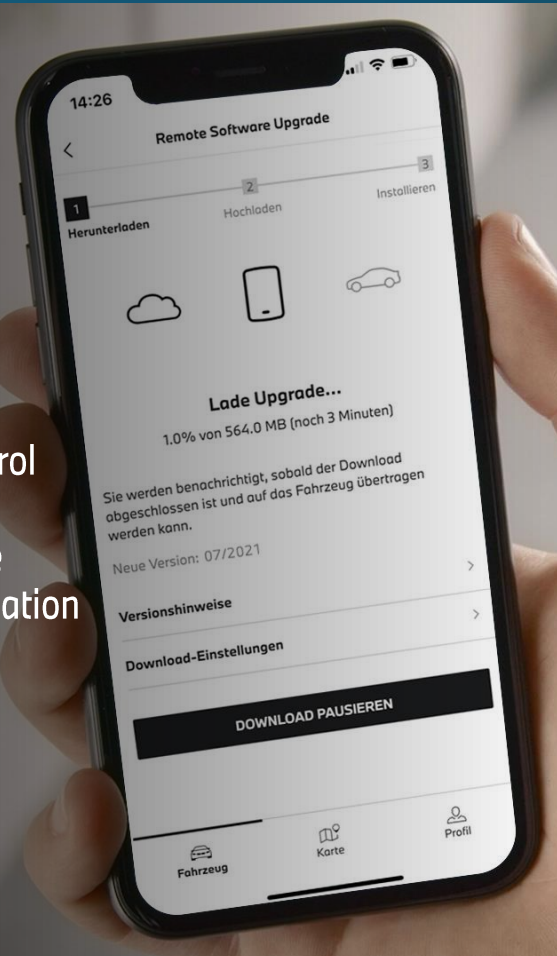 14:26
Remote Software Upgrade
1
2
3
Herunterladen
Hochladen
Installieren
Lade Upgrade...
1.0% von 564.0 MB (noch 3 Minuten)
Sie werden benachrichtigt, sobald der Download
abgeschlossen ist und auf das Fahrzeug übertragen
werden kann.
Neue Version: 07/2021
Versionshinweise
Download-Einstellungen
DOWNLOAD PAUSIEREN
Fahrzeug
Karte
Profil
rol
e
ation